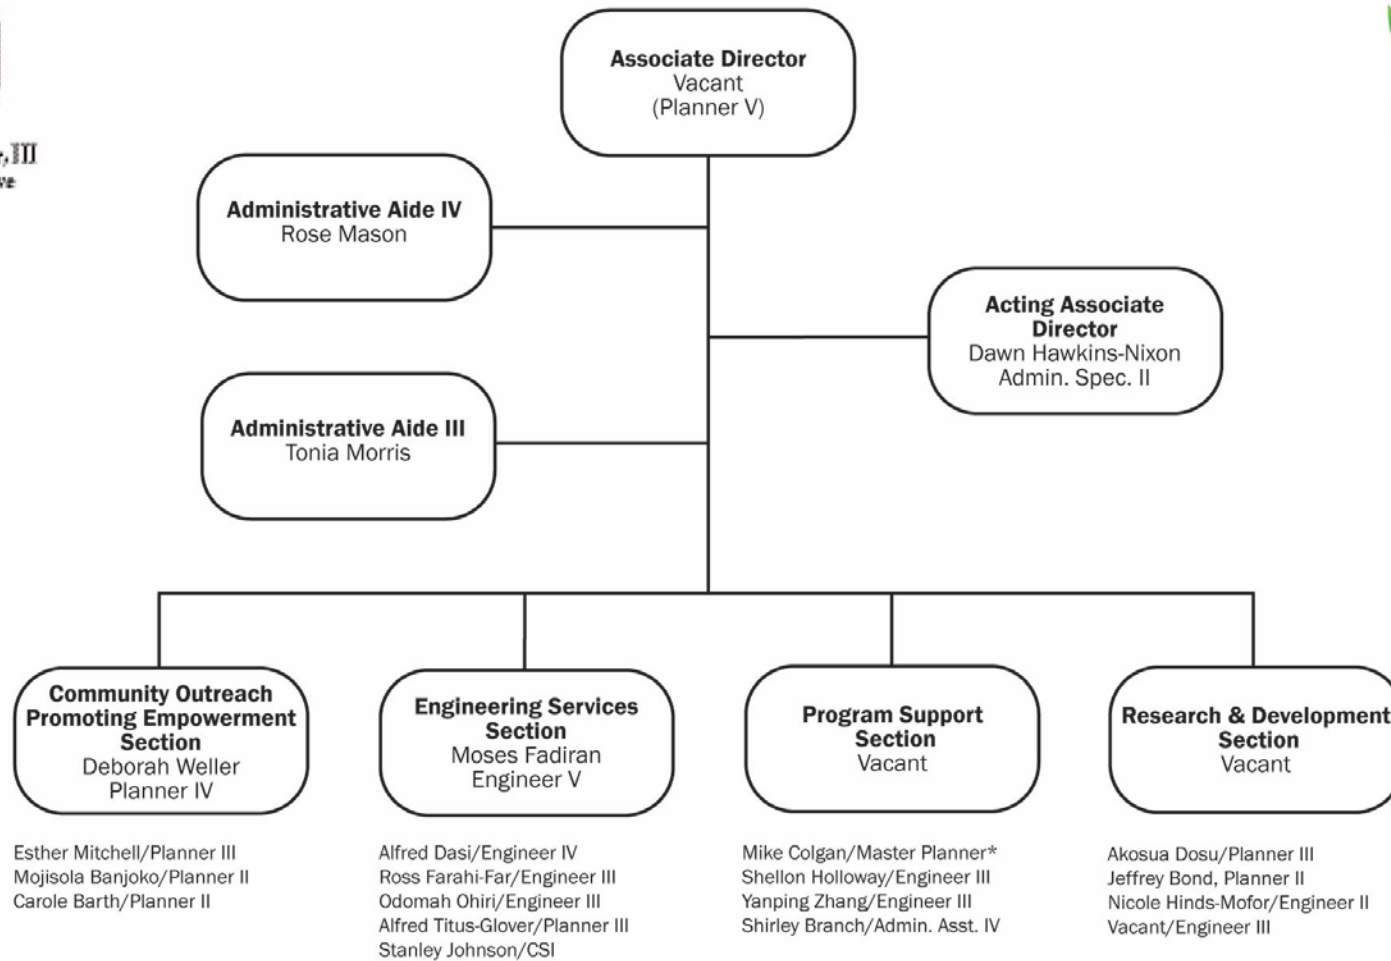 Associate Director
Vacant
(Planner V)
III
Administrative Aide IV
Rose Mason
Acting Associate
Director
Dawn Hawkins-Nixon
Admin. Spec. II
Administrative Aide III
Tonia Morris
Community Outreach
Promoting Empowerment
Section
Deborah Weller
Planner IV
Engineering Services
Section
Moses Fadiran
Engineer V
Program Support
Section
Vacant
Research & Development
Section
Vacant
Esther Mitchell/Planner III
Mojisola Banjoko/Planner II
Carole Barth/Planner II
Alfred Dasi/Engineer IV
Ross Farahi-Far/Engineer III
Odomah Ohiri/Engineer III
Alfred Titus-Glover/Planner III
Stanley Johnson/CSI
Mike Colgan/Master Planner*
Shellon Holloway/Engineer III
Yanping Zhang/Engineer III
Shirley Branch/Admin. Asst. IV
Akosua Dosu/Planner III
Jeffrey Bond, Planner II
Nicole Hinds-Mofor/Engineer II
Vacant/Engineer III